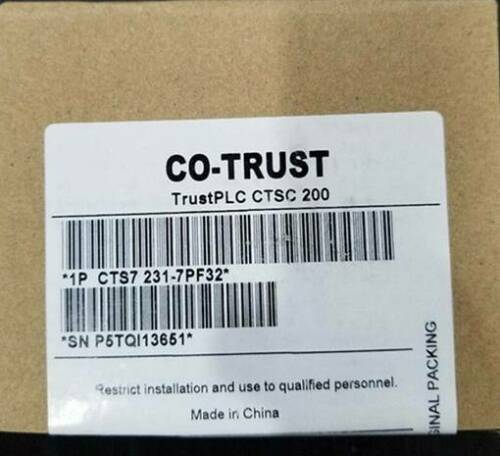 CO-TRUST
TrustPLC CTSC 200
*1P CTS7 231-7PF32*
*SN P5TQI13651*
Restrict installation and use to qualified personnel.
Made in China
INAL PACKING